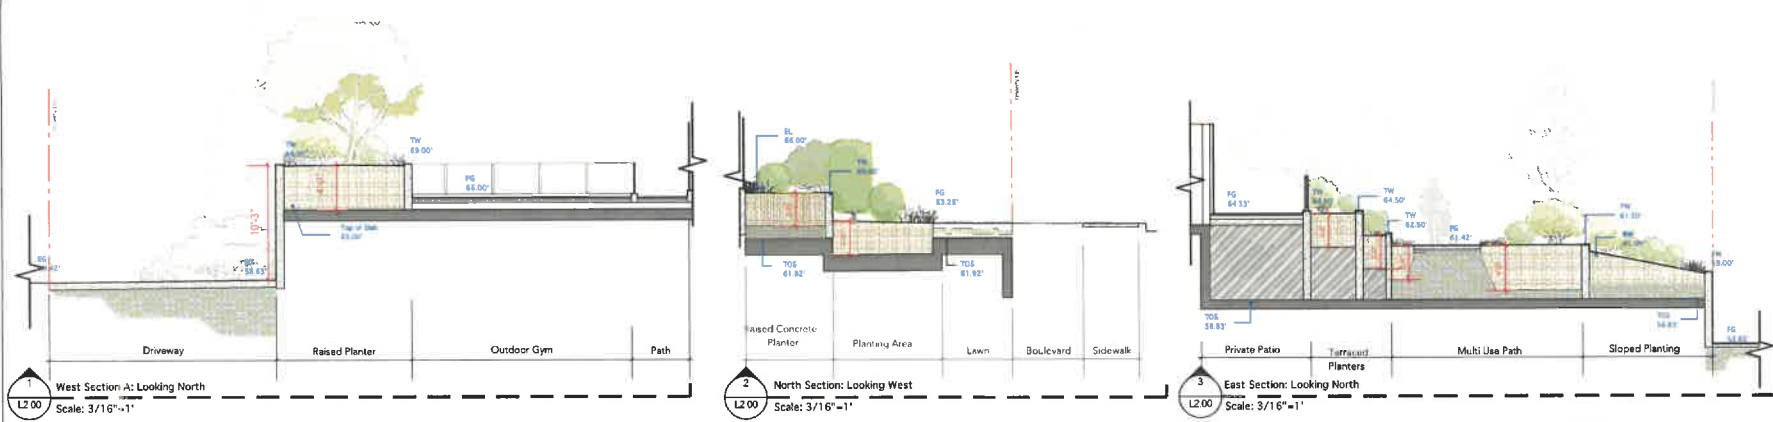 TW
69.00'
FG
65.00'
10'-3"
Top of Slab
58.63'
Driveway
Raised Planter
Outdoor Gym
Path
1
L2.00
West Section A: Looking North
Scale: 3/16"=1'
BL
66.00'
FG
63.25'
TOS
61.92'
TOS
61.92'
Raised Concrete
Planter
Planting Area
Lawn
Boulevard
Sidewalk
2
L2.00
North Section: Looking West
Scale: 3/16"=1'
FG
64.33'
TW
TW
64.50'
TW
62.50'
FG
61.42'
TOS
58.83'
TOS
FG
Private Patio
Terraced
Planters
Multi Use Path
Sloped Planting
3
L2.00
East Section: Looking North
Scale: 3/16"=1'